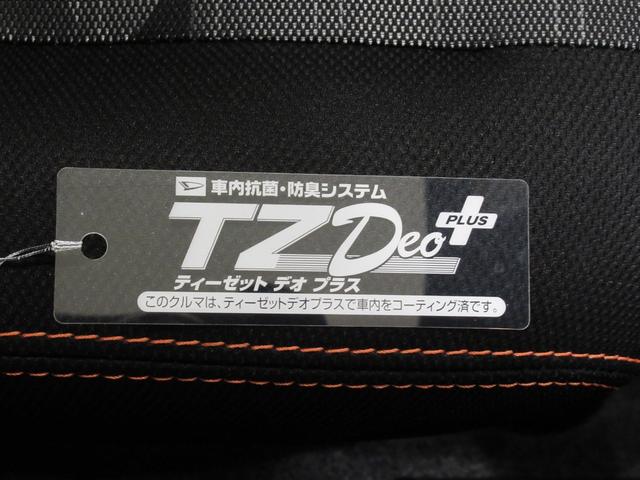 車内抗菌・防臭システム
TZ Deo PLUS
ティーゼット デオ プラス
このクルマは、ティーゼットデオプラスで車内をコーティング済です。